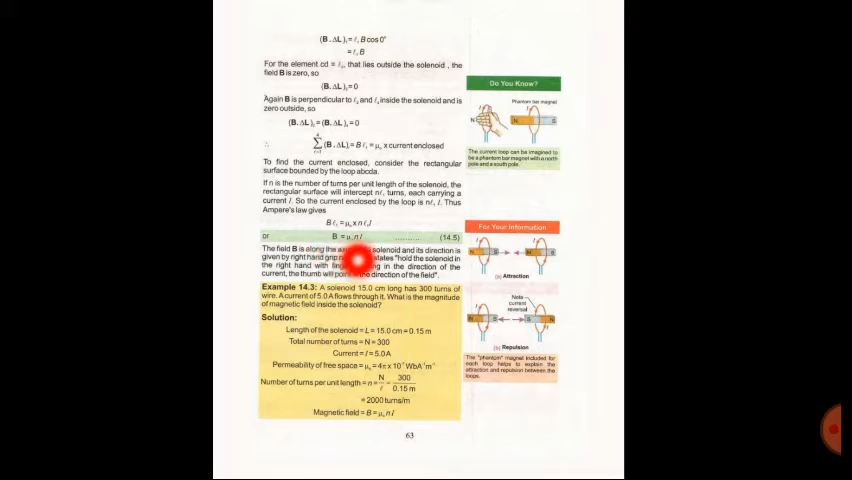 (B . ΔL)₁ = ℓ₁ B cos 0°
= ℓ₁ B
For the element cd = ℓ₃, that lies outside the solenoid , the
field B is zero, so
(B . ΔL)₃ = 0
Again B is perpendicular to ℓ₂ and ℓ₄ inside the solenoid and is
zero outside, so
(B. ΔL)₂ = (B. ΔL)₄ = 0
∴ Σ (B . ΔL)ᵣ = B ℓ₁ = μ₀ x current enclosed
To find the current enclosed, consider the rectangular
surface bounded by the loop abcda.
If n is the number of turns per unit length of the solenoid, the
rectangular surface will intercept nℓ₁ turns, each carrying a
current I. So the current enclosed by the loop is nℓ₁ I. Thus
Ampere's law gives
B ℓ₁ = μ₀ x n ℓ₁ I
or B = μ₀ n I .......... (14.5)
The field B is along the solenoid and its direction is
given by right hand grip states "hold the solenoid in
the right hand with in the direction of the
current, the thumb will point the direction of the field".
Example 14.3: A solenoid 15.0 cm long has 300 turns of
wire. A current of 5.0 A flows through it. What is the magnitude
of magnetic field inside the solenoid?
Solution:
Length of the solenoid = L = 15.0 cm = 0.15 m
Total number of turns = N = 300
Current = I = 5.0 A
Permeability of free space = μ₀ = 4π x 10⁻⁷ WbA⁻¹m⁻¹
Number of turns per unit length = n = N/ℓ = 300/0.15 m
= 2000 turns/m
Magnetic field = B = μ₀ n I
63
Do You Know?
Phantom bar magnet
I
I
N
N S
The current loop can be imagined to
be a phantom bar magnet with a north
pole and a south pole.
For Your Information
I I
N S N S
(a) Attraction
Note
current
reversal
I
N S S N
I
(b) Repulsion
The "phantom" magnet included for
each loop helps to explain the
attraction and repulsion between the
loops.